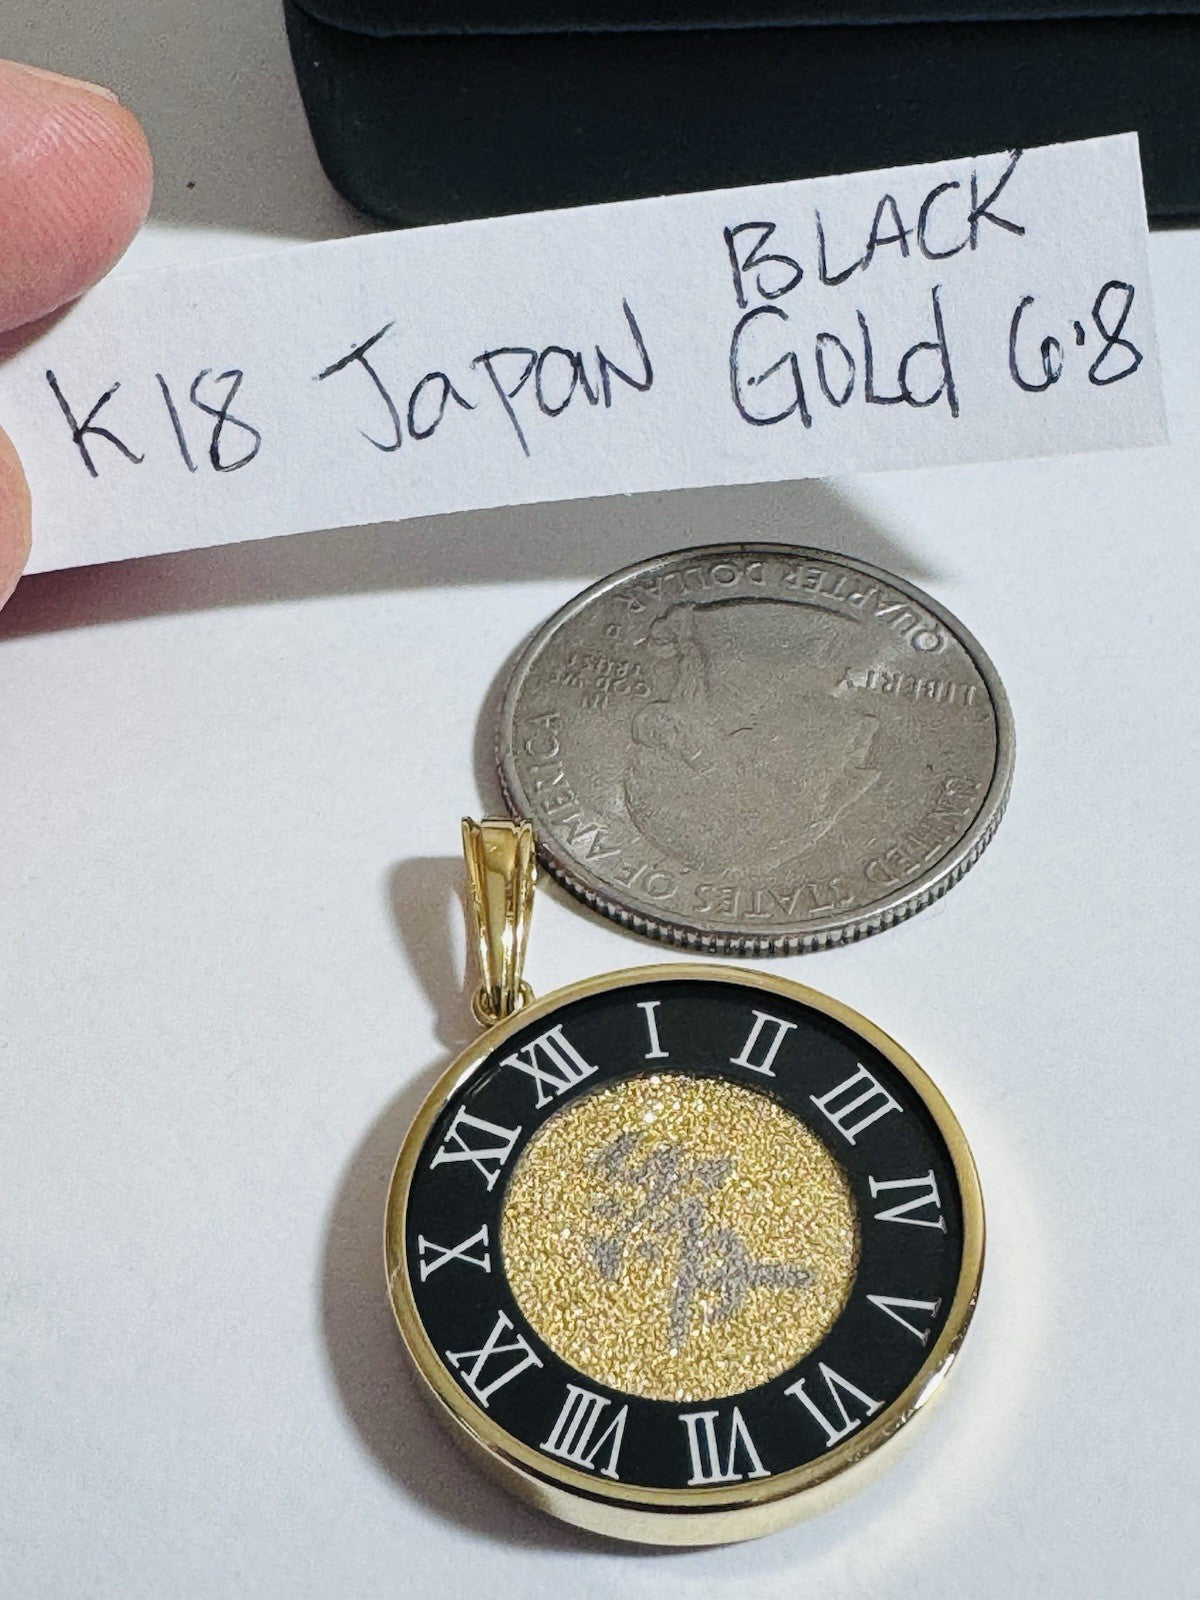 BLACK
K18 Japan Gold 6.8
QUARTER DOLLAR
LIBERTY
IN
GOD WE
TRUST
P
UNITED STATES OF AMERICA
XII I II III IV V VI VII VIII IX X XI